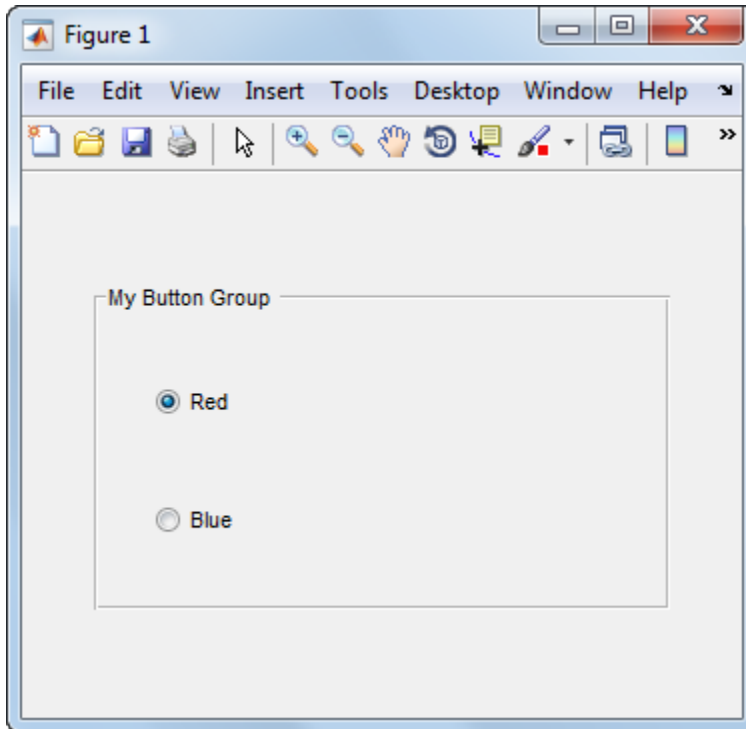 Figure 1
File Edit View Insert Tools Desktop Window Help
My Button Group
Red
Blue